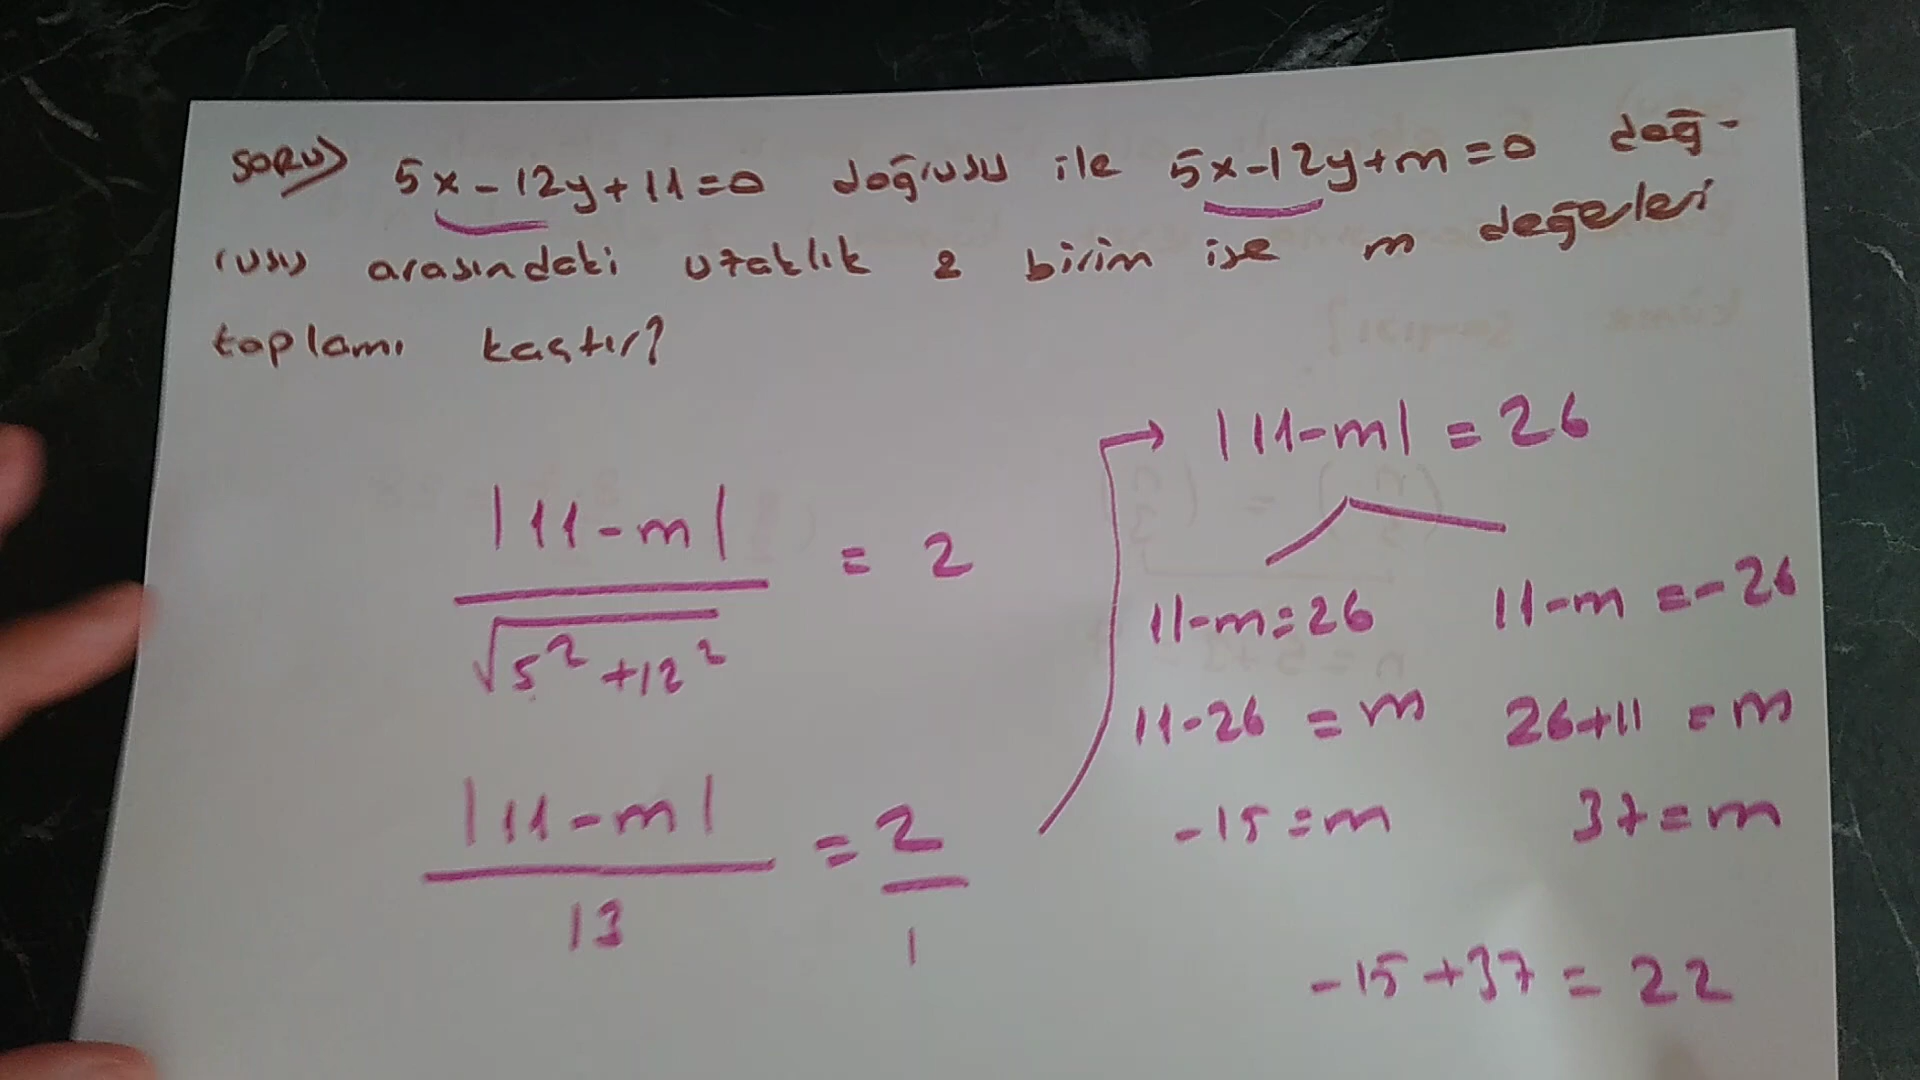 SORU) 5x-12y+11=0 doğrusu ile 5x-12y+m=0 doğ-
rusu arasındaki uzaklık 2 birim ise m değerleri
toplamı kaçtır?
|11-m| / √5²+12² = 2
|11-m| / 13 = 2/1
→ |11-m| = 26
11-m=26 11-m=-26
11-26=m 26+11=m
-15=m 37=m
-15+37=22